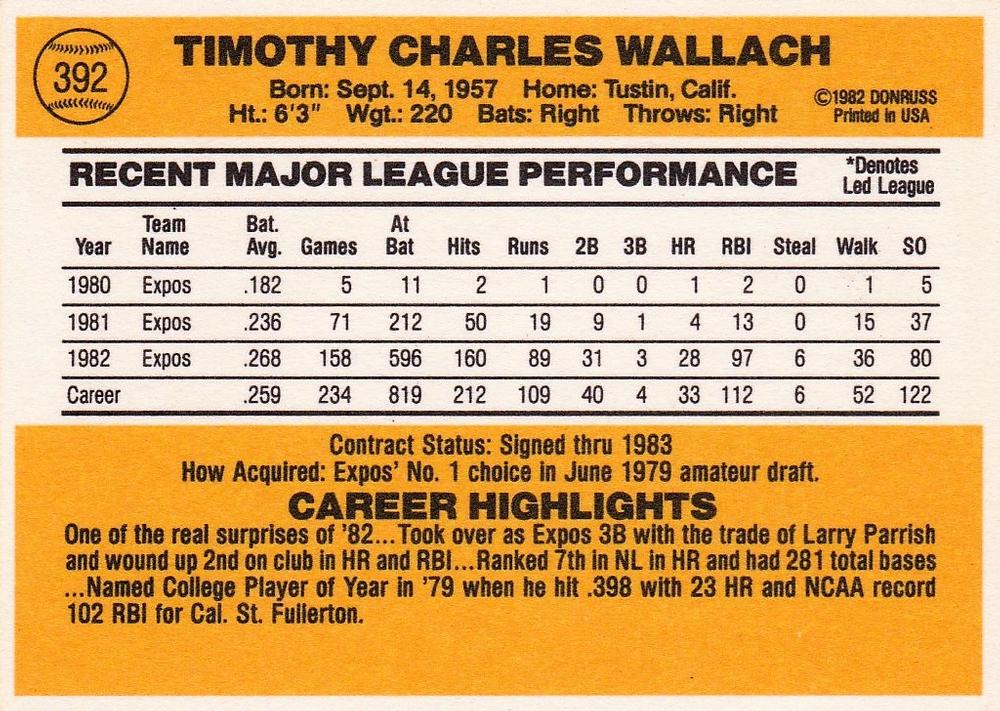 392
TIMOTHY CHARLES WALLACH
Born: Sept. 14, 1957 Home: Tustin, Calif.
Ht.: 6'3" Wgt.: 220 Bats: Right Throws: Right
©1982 DONRUSS
Printed in USA
RECENT MAJOR LEAGUE PERFORMANCE
*Denotes
Led League
Year Team Name Bat. Avg. Games At Bat Hits Runs 2B 3B HR RBI Steal Walk SO
1980 Expos .182 5 11 2 1 0 0 1 2 0 1 5
1981 Expos .236 71 212 50 19 9 1 4 13 0 15 37
1982 Expos .268 158 596 160 89 31 3 28 97 6 36 80
Career .259 234 819 212 109 40 4 33 112 6 52 122
Contract Status: Signed thru 1983
How Acquired: Expos' No. 1 choice in June 1979 amateur draft.
CAREER HIGHLIGHTS
One of the real surprises of '82...Took over as Expos 3B with the trade of Larry Parrish
and wound up 2nd on club in HR and RBI...Ranked 7th in NL in HR and had 281 total bases
...Named College Player of Year in '79 when he hit .398 with 23 HR and NCAA record
102 RBI for Cal. St. Fullerton.